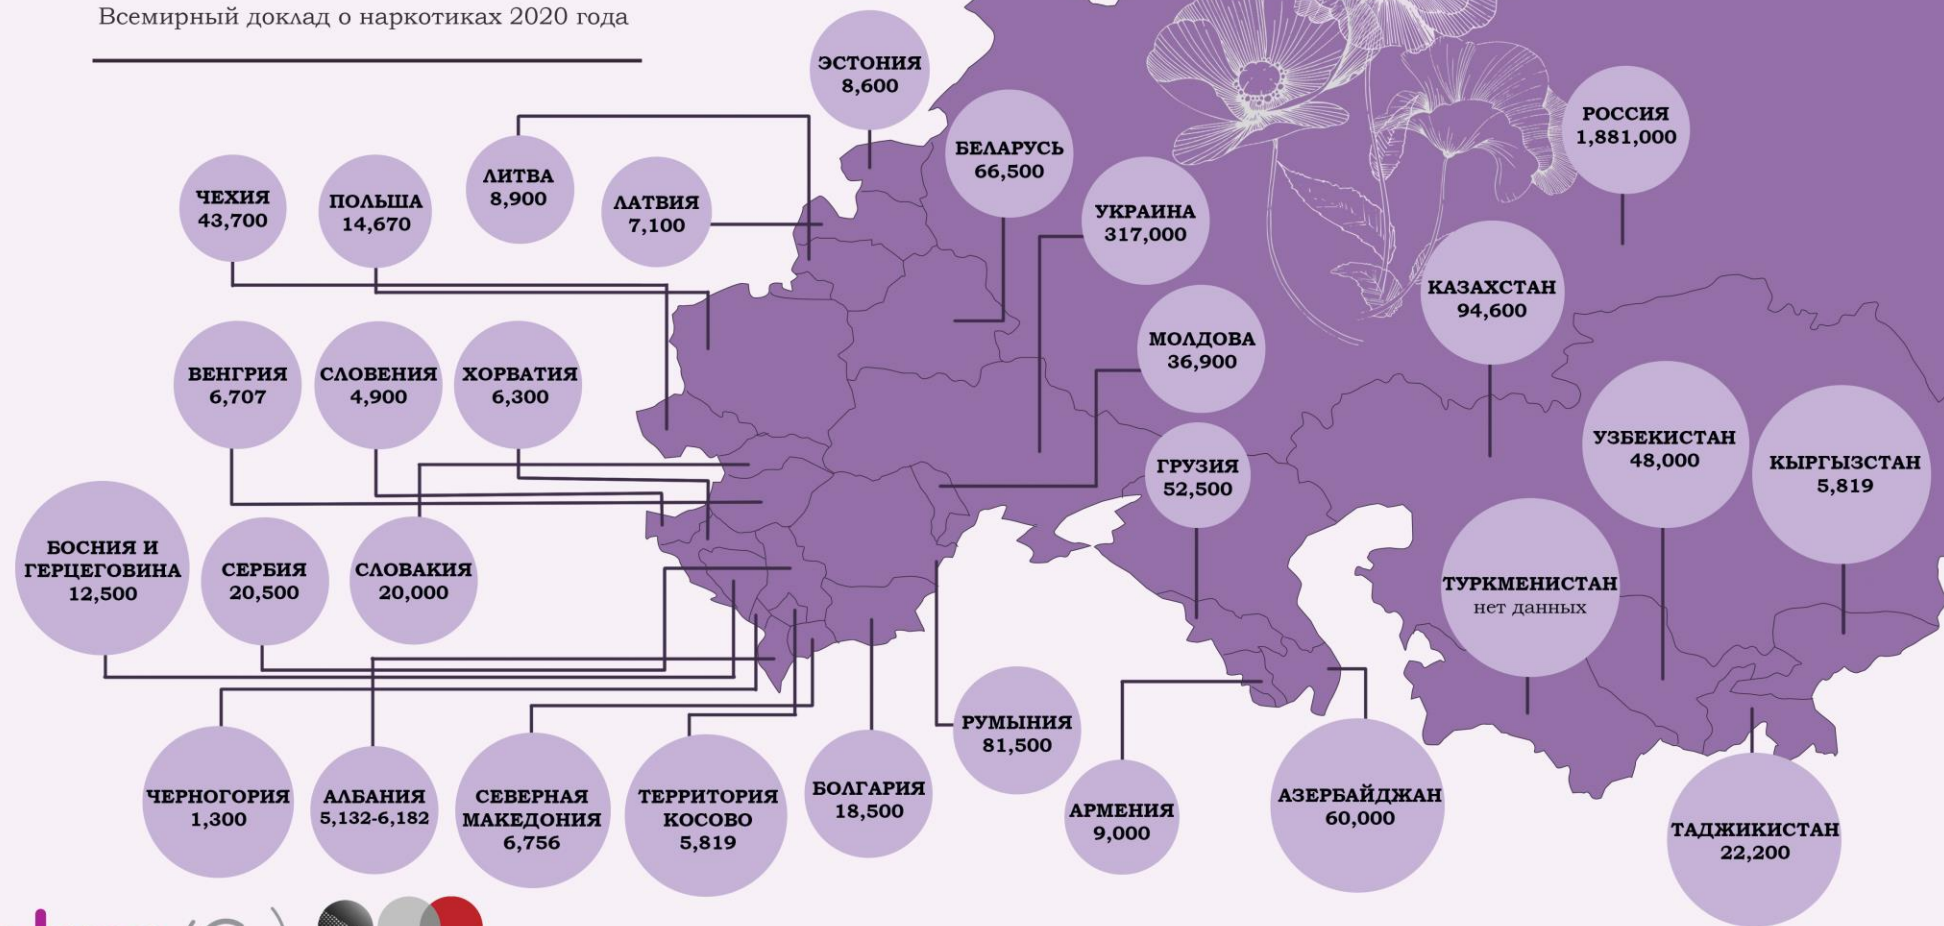 Всемирный доклад о наркотиках 2020 года
ЭСТОНИЯ
8,600
БЕЛАРУСЬ
66,500
РОССИЯ
1,881,000
ЧЕХИЯ
43,700
ПОЛЬША
14,670
ЛИТВА
8,900
ЛАТВИЯ
7,100
УКРАИНА
317,000
КАЗАХСТАН
94,600
МОЛДОВА
36,900
ВЕНГРИЯ
6,707
СЛОВЕНИЯ
4,900
ХОРВАТИЯ
6,300
ГРУЗИЯ
52,500
УЗБЕКИСТАН
48,000
КЫРГЫЗСТАН
5,819
БОСНИЯ И
ГЕРЦЕГОВИНА
12,500
СЕРБИЯ
20,500
СЛОВАКИЯ
20,000
ТУРКМЕНИСТАН
нет данных
РУМЫНИЯ
81,500
ЧЕРНОГОРИЯ
1,300
АЛБАНИЯ
5,132-6,182
СЕВЕРНАЯ
МАКЕДОНИЯ
6,756
ТЕРРИТОРИЯ
КОСОВО
5,819
БОЛГАРИЯ
18,500
АРМЕНИЯ
9,000
АЗЕРБАЙДЖАН
60,000
ТАДЖИКИСТАН
22,200